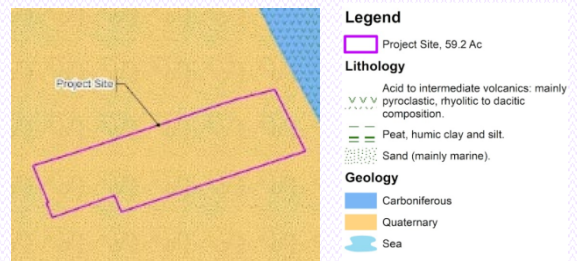 Project Site
Legend
Project Site, 59.2 Ac
Lithology
Acid to intermediate volcanics: mainly
pyroclastic, rhyolitic to dacitic
composition.
Peat, humic clay and silt.
Sand (mainly marine).
Geology
Carboniferous
Quaternary
Sea